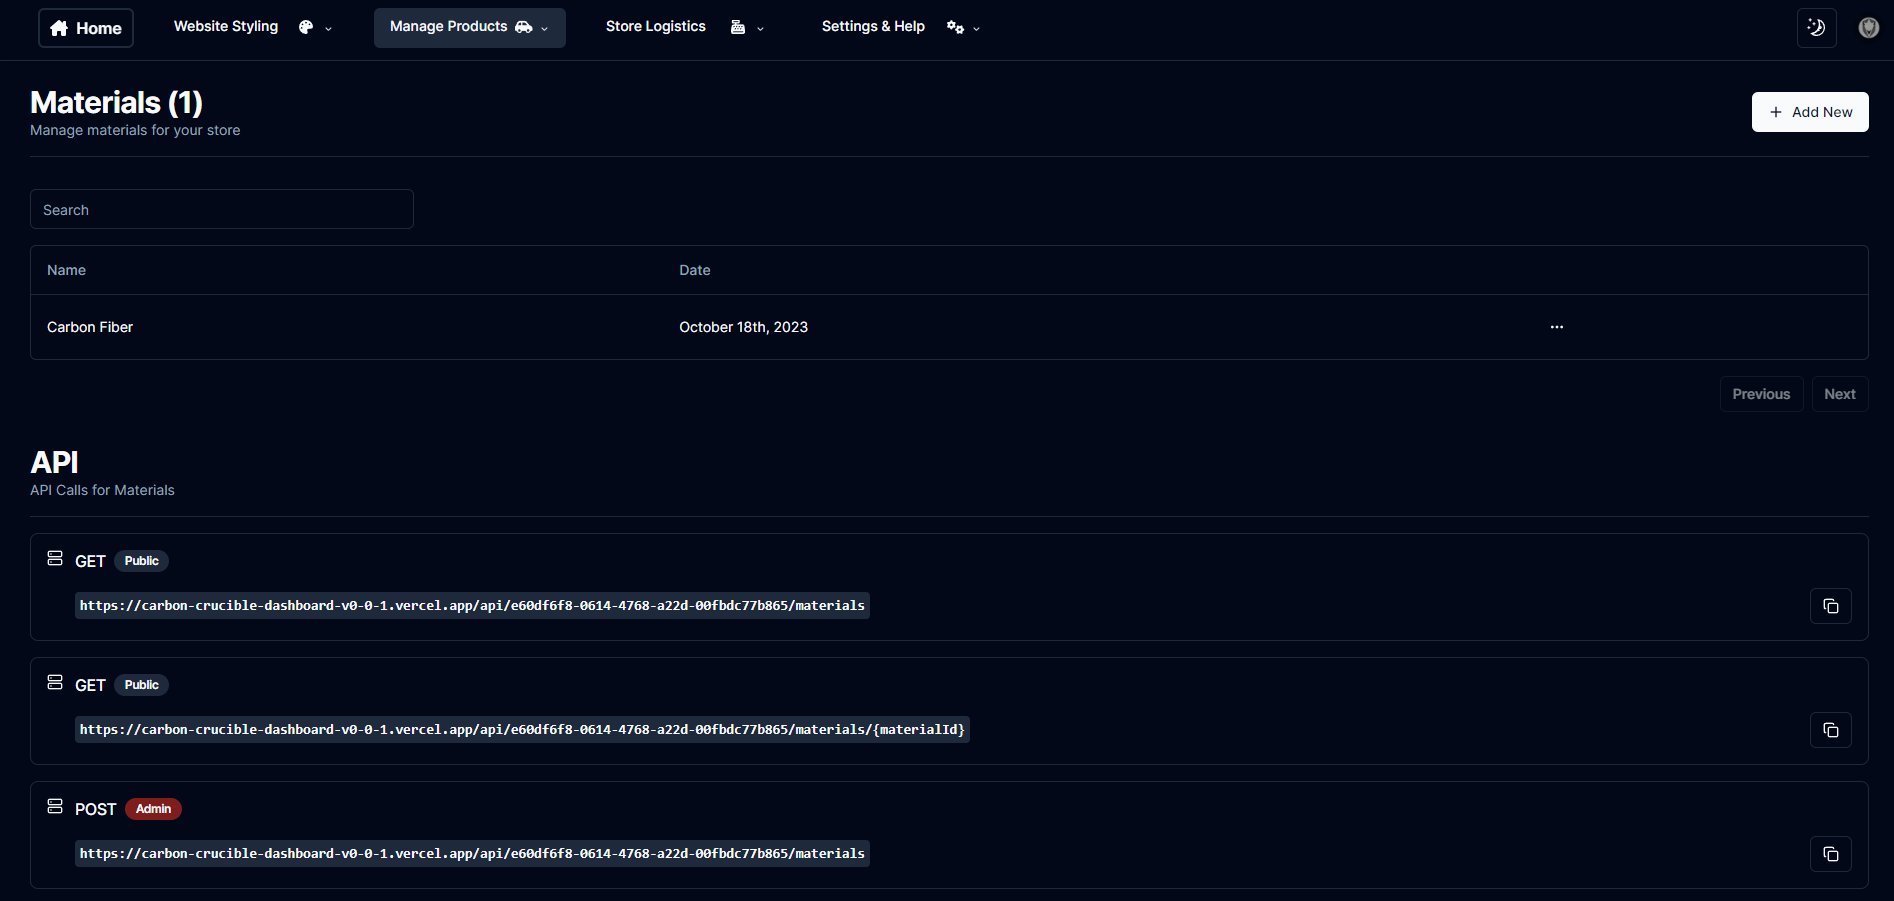 Home Website Styling Manage Products Store Logistics Settings & Help
Materials (1)
Manage materials for your store
+ Add New
Search
Name Date
Carbon Fiber October 18th, 2023 ...
Previous Next
API
API Calls for Materials
GET Public
https://carbon-crucible-dashboard-v0-0-1.vercel.app/api/e60df6f8-0614-4768-a22d-00fbdc77b865/materials
GET Public
https://carbon-crucible-dashboard-v0-0-1.vercel.app/api/e60df6f8-0614-4768-a22d-00fbdc77b865/materials/{materialId}
POST Admin
https://carbon-crucible-dashboard-v0-0-1.vercel.app/api/e60df6f8-0614-4768-a22d-00fbdc77b865/materials